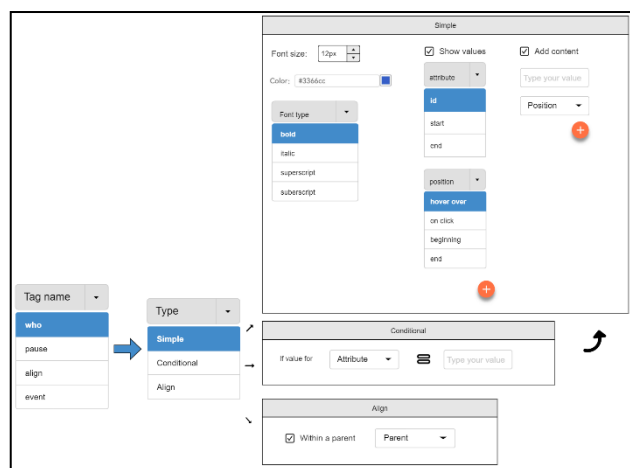 Simple
Font size: 12px
Color: #3366cc
Font type
bold
italic
superscript
suberscript
Show values
attribute
id
start
end
position
hover over
on click
beginning
end
Add content
Type your value
Position
Tag name
who
pause
align
event
Type
Simple
Conditional
Align
Conditional
If value for Attribute Type your value
Align
Within a parent Parent